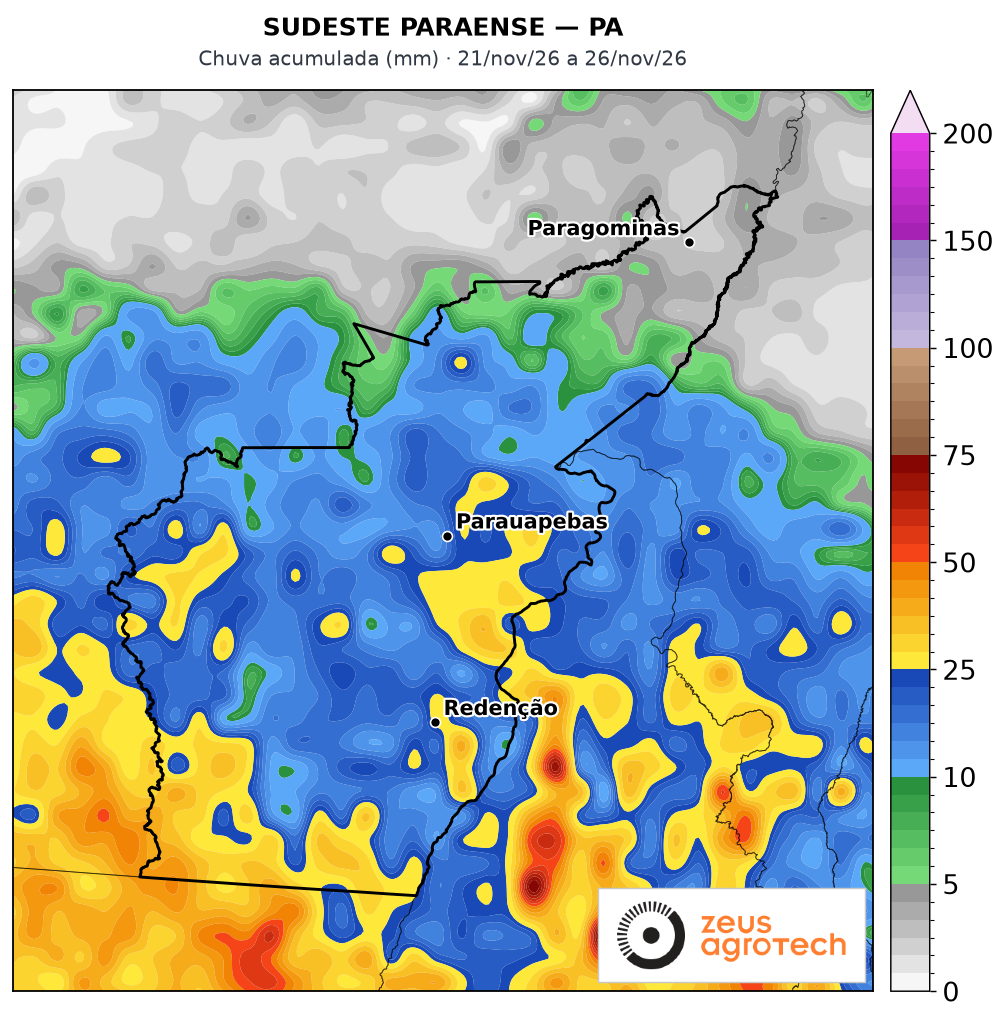 SUDESTE PARAENSE — PA
Chuva acumulada (mm) · 21/nov/26 a 26/nov/26
200
150
100
75
50
25
10
5
0
Paragominas
Parauapebas
Redenção
zeus
agrotech